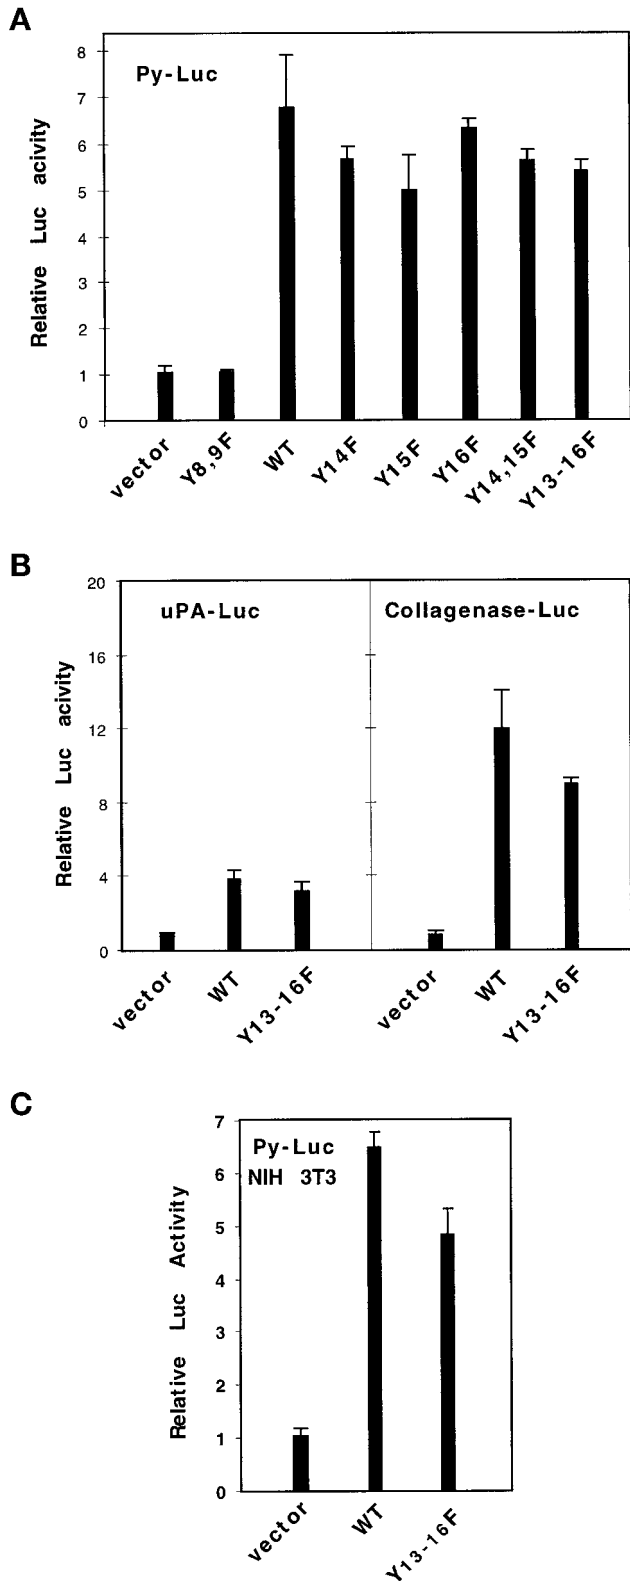 A
Py-Luc
Relative Luc acivity
8
7
6
5
4
3
2
1
0
vector
Y8,9F
WT
Y14F
Y15F
Y16F
Y14,15F
Y13-16F
B
uPA-Luc
Collagenase-Luc
Relative Luc acivity
20
16
12
8
4
0
vector
WT
Y13-16F
vector
WT
Y13-16F
C
Py-Luc
NIH 3T3
Relative Luc Activity
7
6
5
4
3
2
1
0
vector
WT
Y13-16F